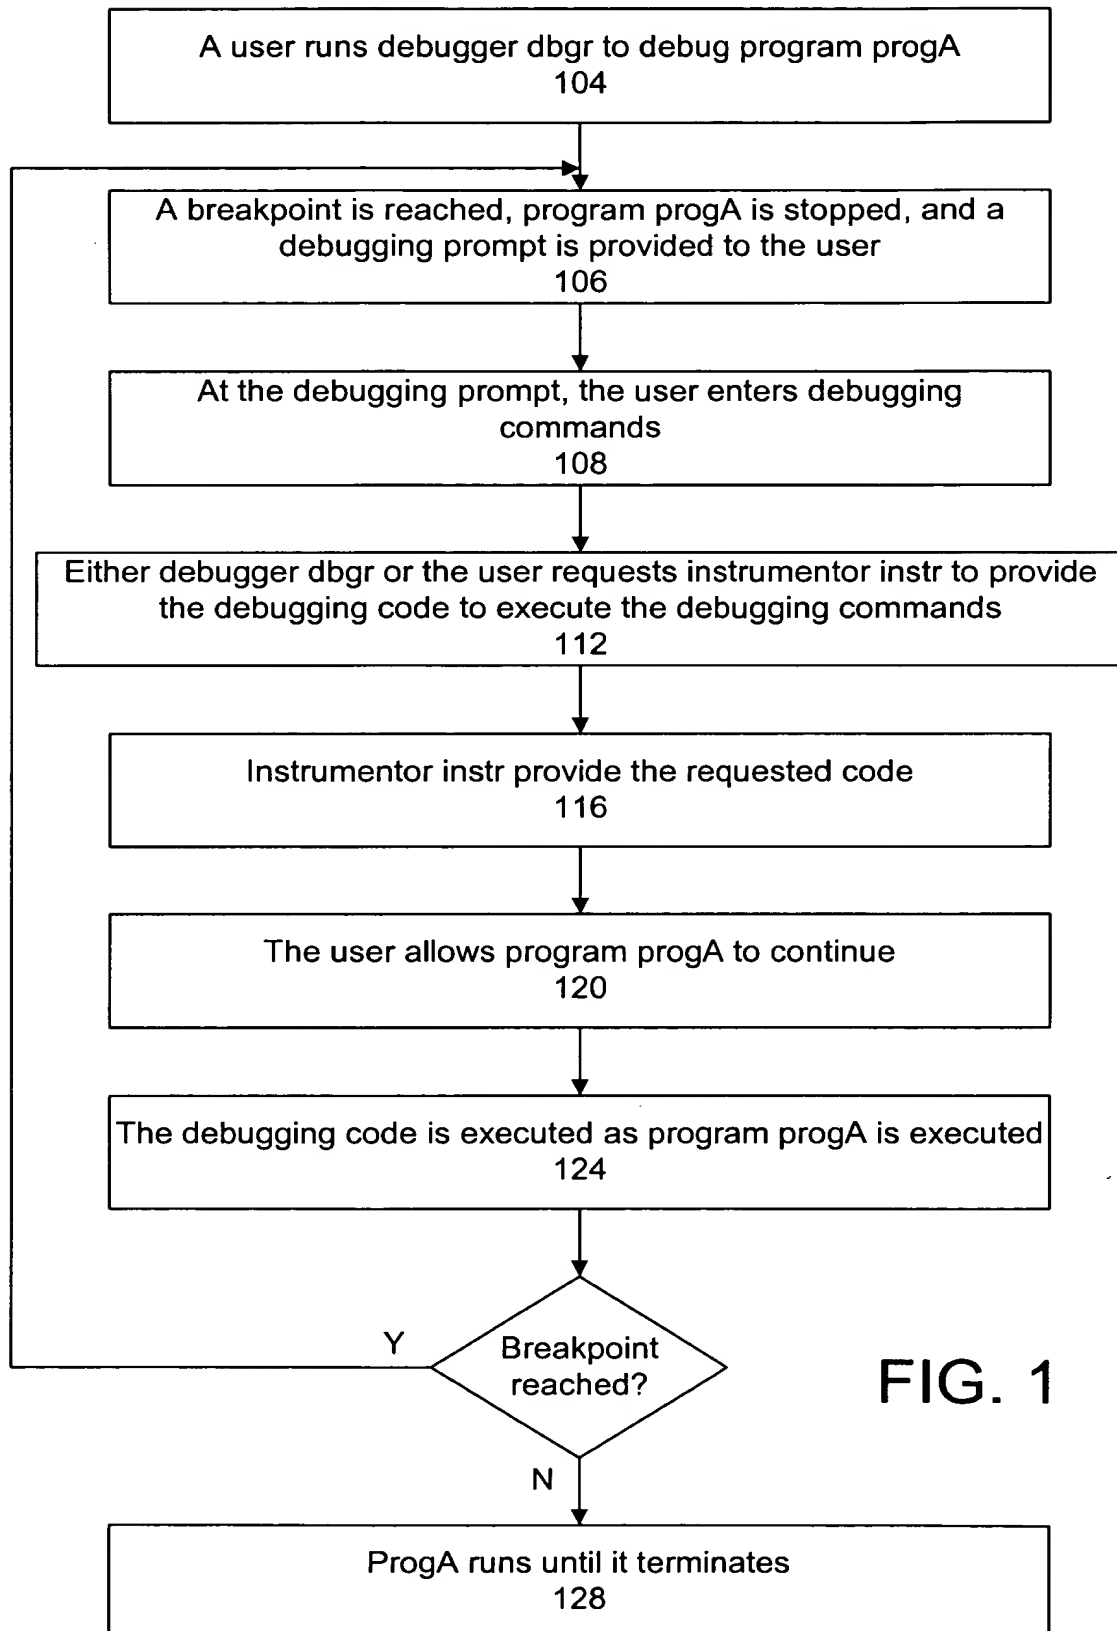 A user runs debugger dbgr to debug program progA
104
A breakpoint is reached, program progA is stopped, and a
debugging prompt is provided to the user
106
At the debugging prompt, the user enters debugging
commands
108
Either debugger dbgr or the user requests instrumentor instr to provide
the debugging code to execute the debugging commands
112
Instrumentor instr provide the requested code
116
The user allows program progA to continue
120
The debugging code is executed as program progA is executed
124
Y
Breakpoint
reached?
FIG. 1
N
ProgA runs until it terminates
128